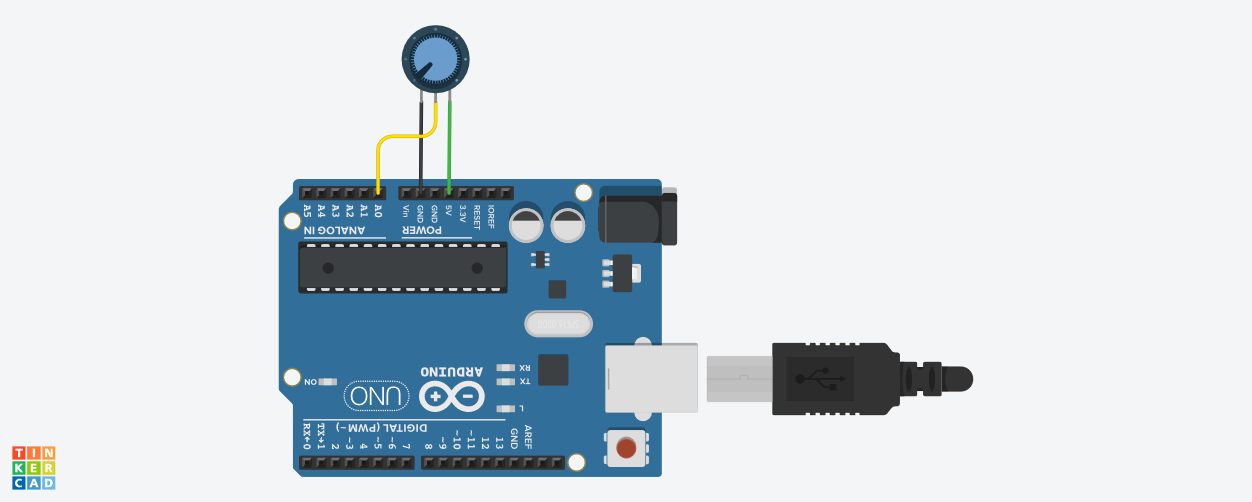 A5
A4
A3
A2
A1
A0
Vin
GND
GND
5V
3.3V
RESET
IOREF
ANALOG IN
POWER
ARDUINO
UNO
ON
RX
TX
L
DIGITAL (PWM~)
RX←0
TX→1
2
~3
4
~5
~6
7
8
~9
~10
~11
12
13
GND
AREF
TIN
KER
CAD